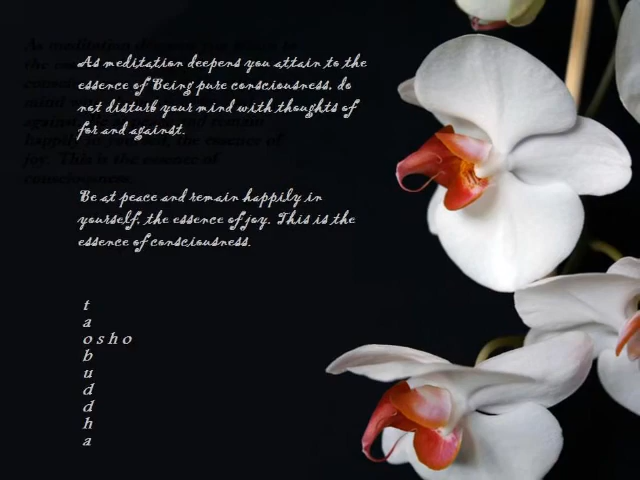 As meditation deepens you attain to the
essence of Being pure consciousness, do
not disturb your mind with thoughts of
for and against.
Be at peace and remain happily in
yourself, the essence of joy. This is the
essence of consciousness.
t
a
o s h o
b
u
d
d
h
a